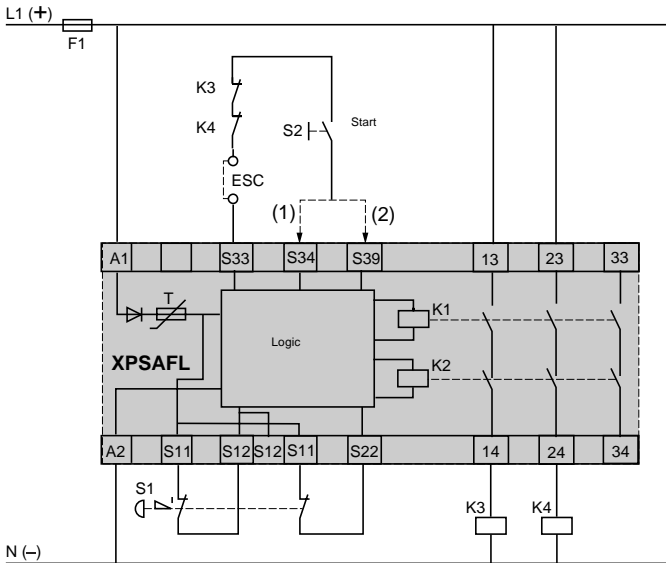 L1 (+)
F1
K3
K4
S2
Start
ESC
(1)
(2)
A1
S33
S34
S39
13
23
33
T
K1
Logic
XPSAFL
K2
A2
S11
S12
S12
S11
S22
14
24
34
S1
K3
K4
N (–)